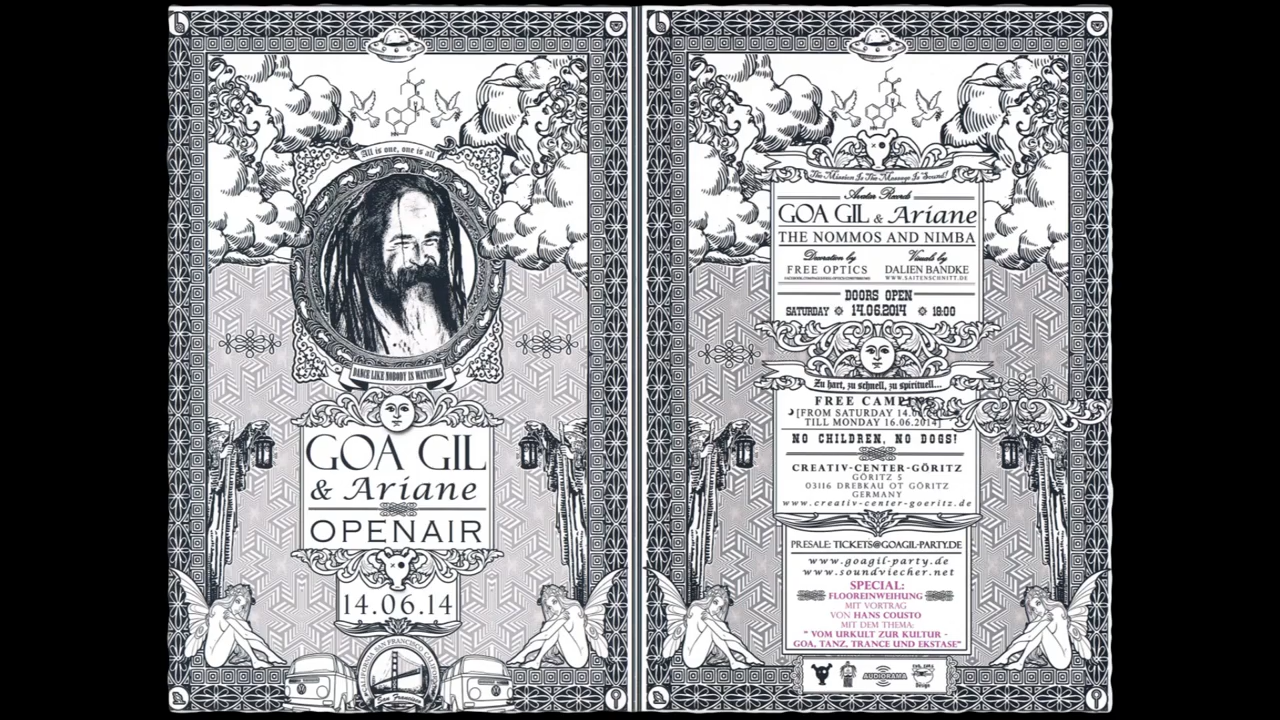 All is one, one is all
DANCE LIKE NOBODY IS WATCHING
GOA GIL
& Ariane
OPENAIR
14.06.14
HN
The Mission Is The Message Is Sound!
Avatar Records
GOA GIL & Ariane
THE NOMMOS AND NIMBA
Decoration by
FREE OPTICS
Visuals by
DALIEN BANDKE
WWW.SAITENSCHNITT.DE
DOORS OPEN
SATURDAY 14.06.2014 18:00
Zu hart, zu schnell, zu spirituell...
FREE CAMPING
[FROM SATURDAY 14.06.2014
TILL MONDAY 16.06.2014]
NO CHILDREN, NO DOGS!
CREATIV-CENTER-GÖRITZ
GÖRITZ 5
03116 DREBKAU OT GÖRITZ
GERMANY
www.creativ-center-goeritz.de
PRESALE: TICKETS@GOAGIL-PARTY.DE
www.goagil-party.de
www.soundviecher.net
SPECIAL:
FLOOREINWEIHUNG
MIT VORTRAG
VON HANS COUSTO
MIT DEM THEMA:
" VOM URKULT ZUR KULTUR -
GOA, TANZ, TRANCE UND EKSTASE"
AUDIORAMA